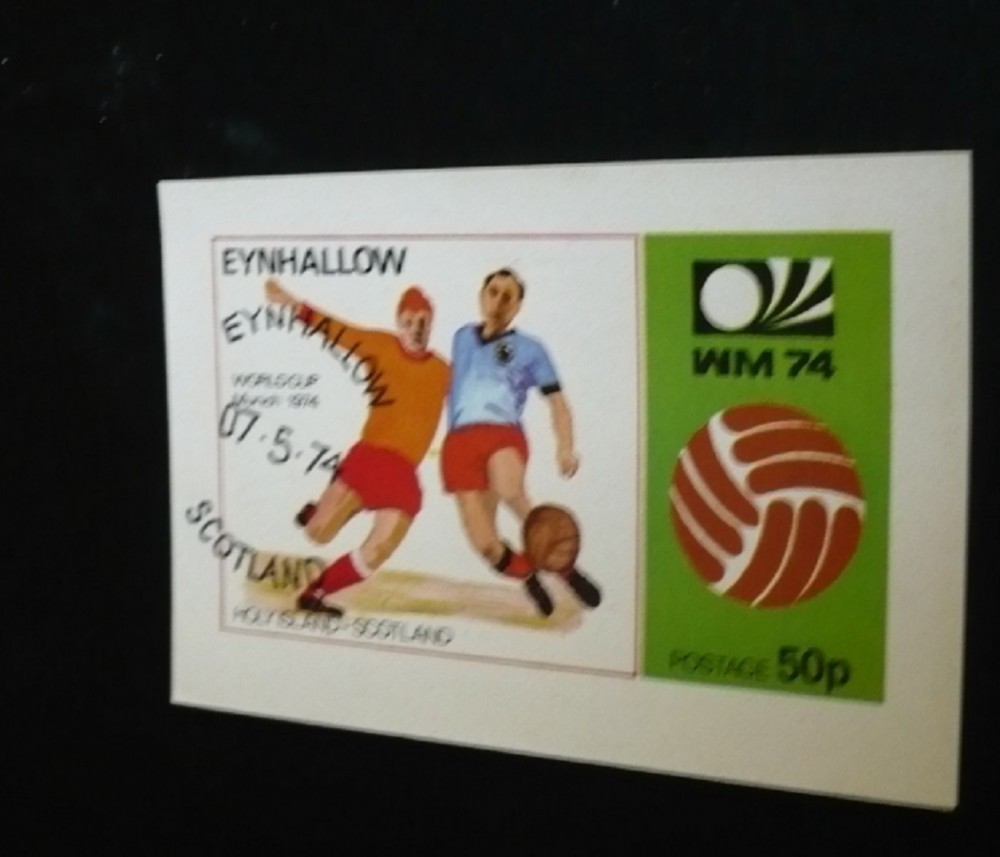 EYNHALLOW
EYNHALLOW
WORLD CUP
Munich 1974
07.5.74
SCOTLAND
HOLY ISLAND-SCOTLAND
WM 74
POSTAGE 50p